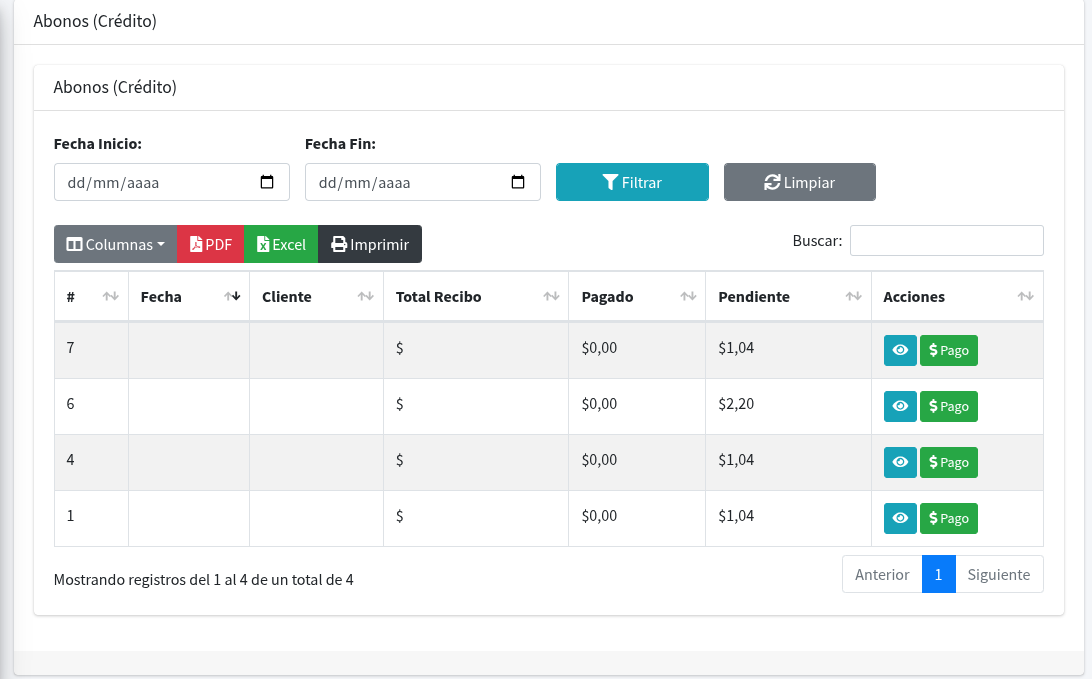 Abonos (Crédito)
Abonos (Crédito)
Fecha Inicio: Fecha Fin:
dd/mm/aaaa dd/mm/aaaa Filtrar Limpiar
Columnas PDF Excel Imprimir Buscar:
# Fecha Cliente Total Recibo Pagado Pendiente Acciones
7 $ $0,00 $1,04 $ Pago
6 $ $0,00 $2,20 $ Pago
4 $ $0,00 $1,04 $ Pago
1 $ $0,00 $1,04 $ Pago
Mostrando registros del 1 al 4 de un total de 4 Anterior 1 Siguiente